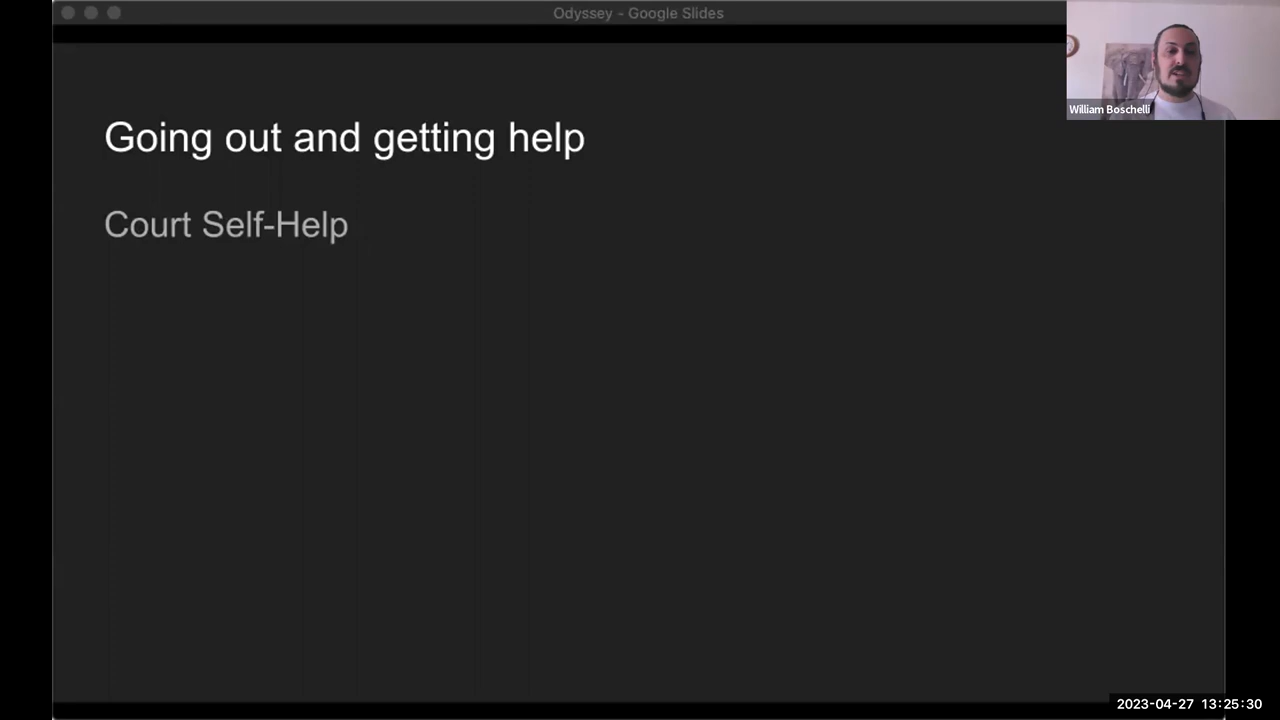 Odyssey - Google Slides
William Boschelli
Going out and getting help
Court Self-Help
2023-04-27 13:25:30